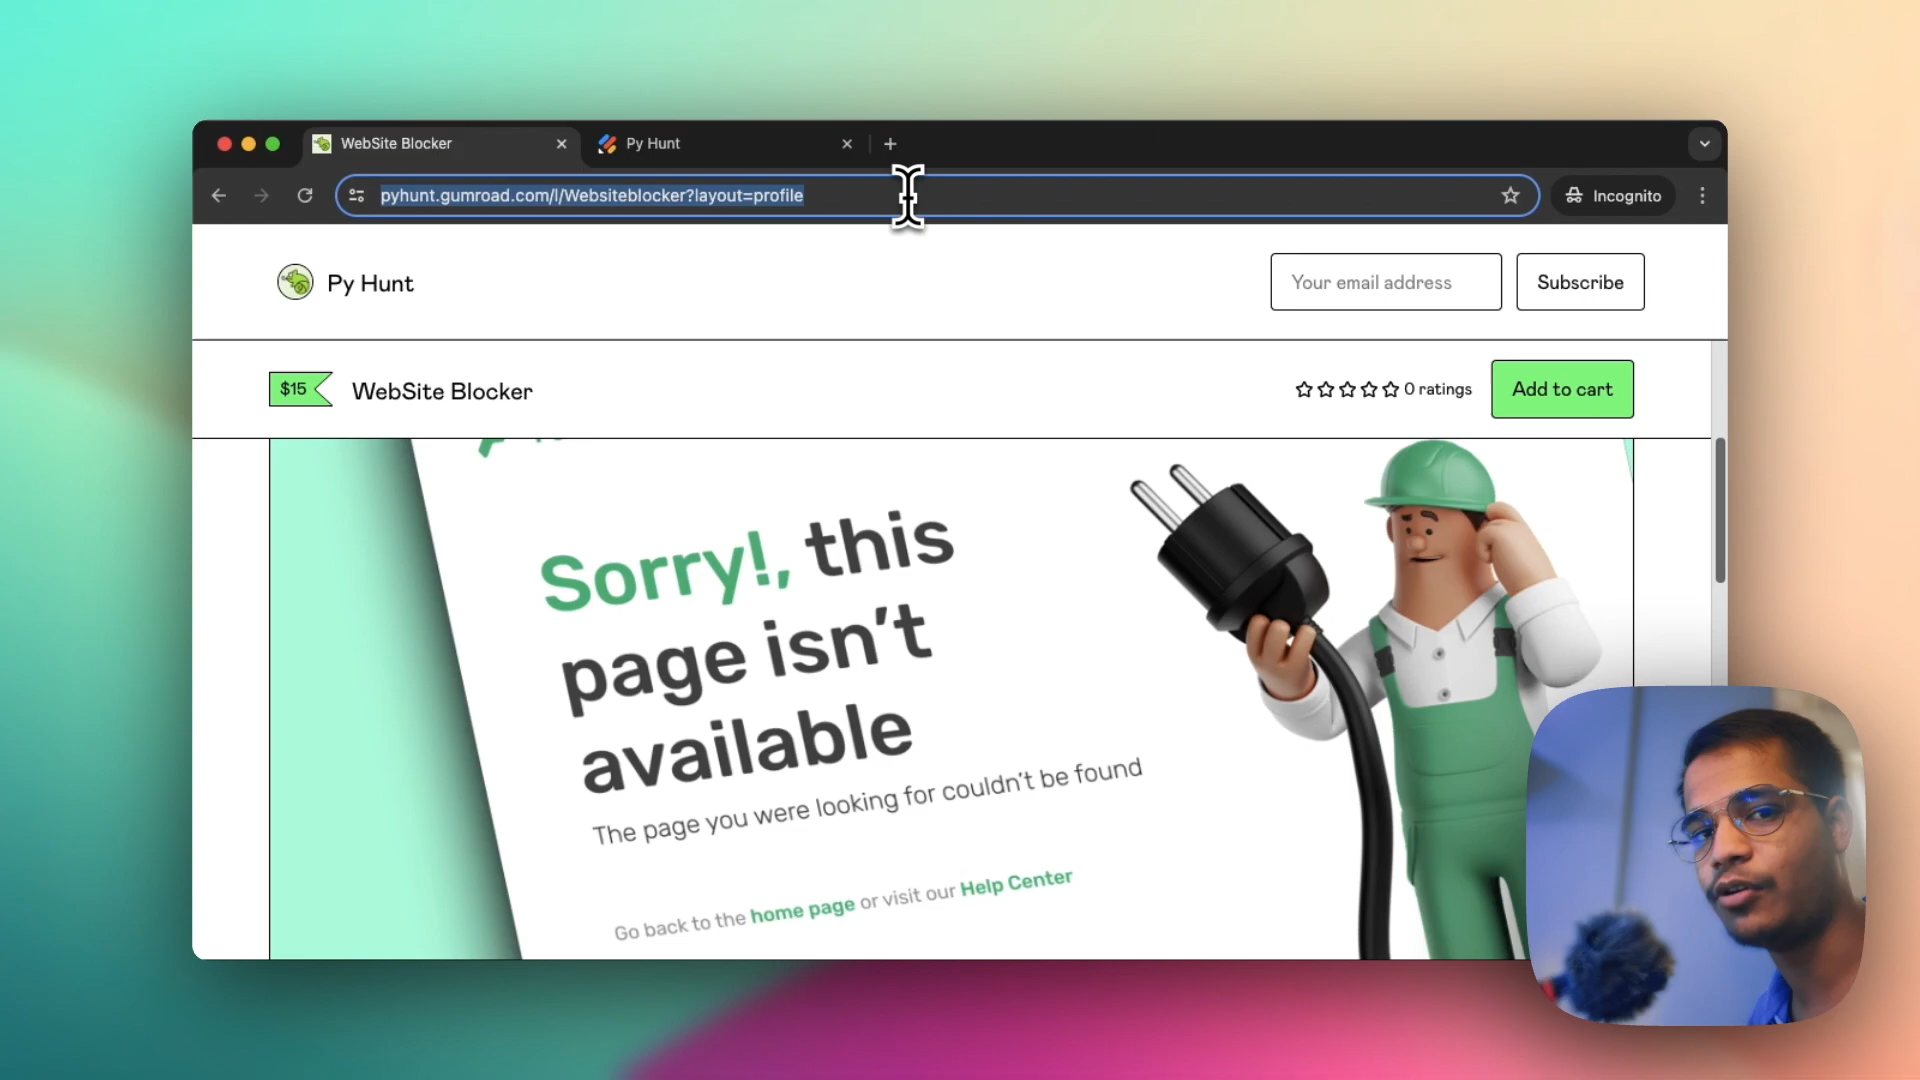 WebSite Blocker
Py Hunt
pyhunt.gumroad.com/l/Websiteblocker?layout=profile
Incognito
Py Hunt
Your email address
Subscribe
$15
WebSite Blocker
0 ratings
Add to cart
Sorry!, this
page isn't
available
The page you were looking for couldn't be found
Go back to the home page or visit our Help Center